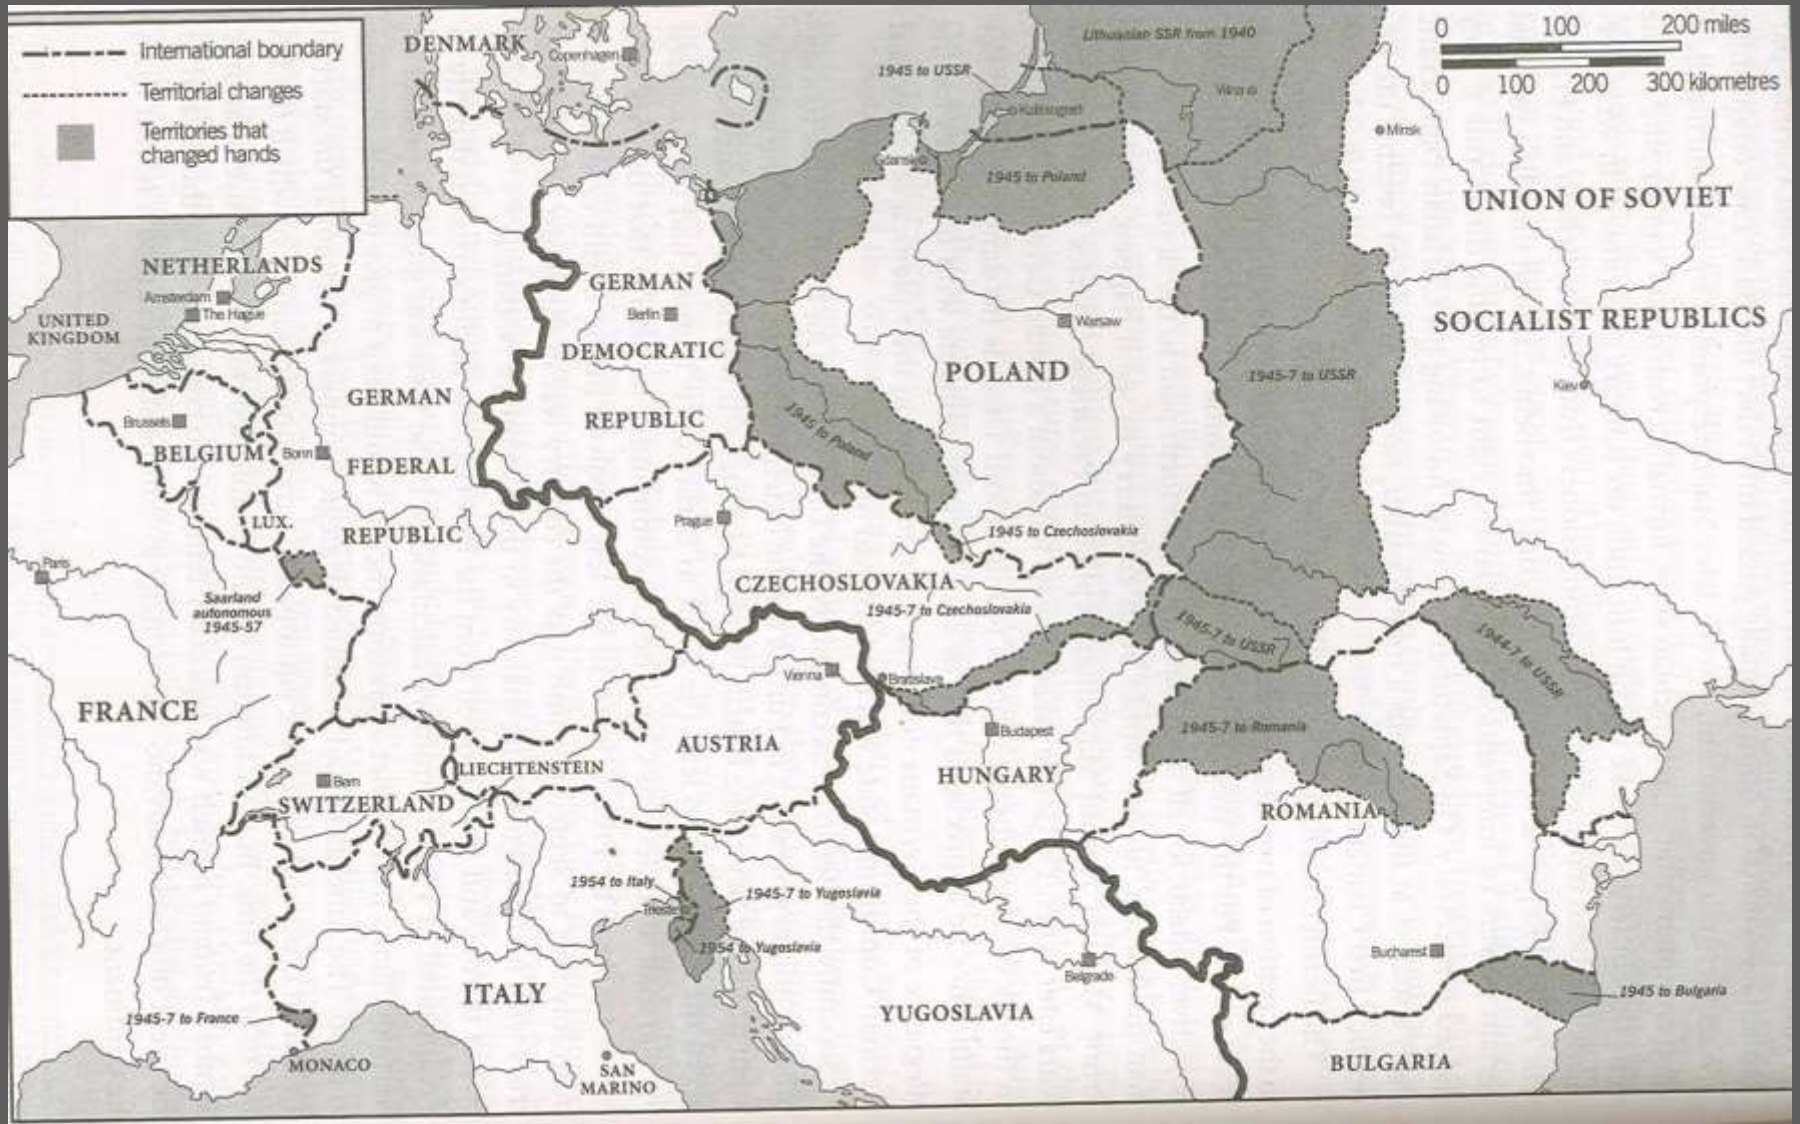 International boundary
Territorial changes
Territories that
changed hands
DENMARK
Copenhagen
Lithuanian SSR from 1940
1945 to USSR
Vilna
Kaliningrad
Gdansk
1945 to Poland
0 100 200 miles
0 100 200 300 kilometres
Minsk
UNION OF SOVIET
SOCIALIST REPUBLICS
Kiev
NETHERLANDS
Amsterdam
The Hague
UNITED
KINGDOM
GERMAN
Berlin
DEMOCRATIC
REPUBLIC
Warsaw
POLAND
1945-7 to USSR
1945 to Poland
GERMAN
FEDERAL
REPUBLIC
Brussels
BELGIUM
Bonn
LUX.
Paris
Saarland
autonomous
1945-57
Prague
1945 to Czechoslovakia
CZECHOSLOVAKIA
1945-7 to Czechoslovakia
1945-7 to USSR
1944-7 to USSR
FRANCE
Vienna
Bratislava
AUSTRIA
Budapest
HUNGARY
1945-7 to Romania
ROMANIA
LIECHTENSTEIN
Bern
SWITZERLAND
1954 to Italy
1945-7 to Yugoslavia
Trieste
1954 to Yugoslavia
Bucharest
Belgrade
ITALY
YUGOSLAVIA
1945 to Bulgaria
BULGARIA
1945-7 to France
MONACO
SAN
MARINO